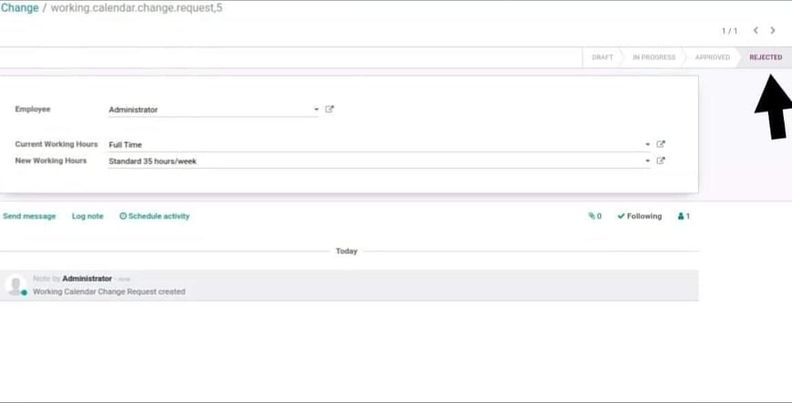 Change / working.calendar.change.request,5
1 / 1
DRAFT IN PROGRESS APPROVED REJECTED
Employee Administrator
Current Working Hours Full Time
New Working Hours Standard 35 hours/week
Send message Log note Schedule activity 0 Following 1
Today
Note by Administrator - now
Working Calendar Change Request created